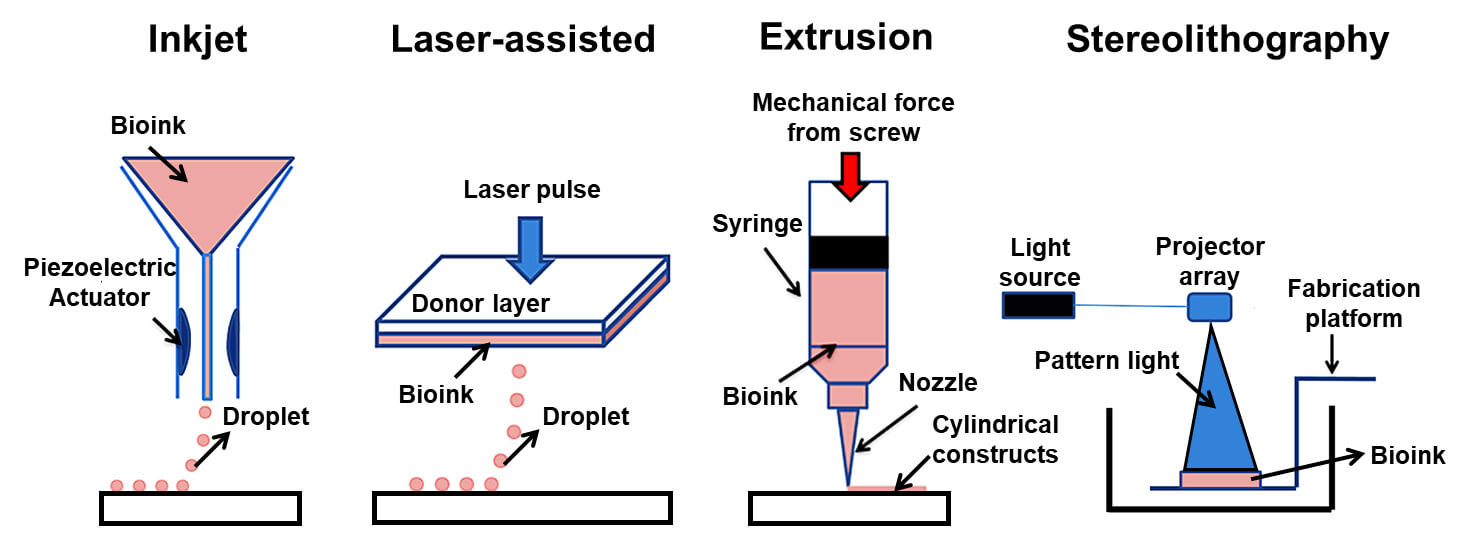 Inkjet
Bioink
Piezoelectric
Actuator
Droplet
Laser-assisted
Laser pulse
Donor layer
Bioink
Droplet
Extrusion
Mechanical force
from screw
Syringe
Bioink
Nozzle
Cylindrical
constructs
Stereolithography
Light
source
Projector
array
Fabrication
platform
Pattern light
Bioink